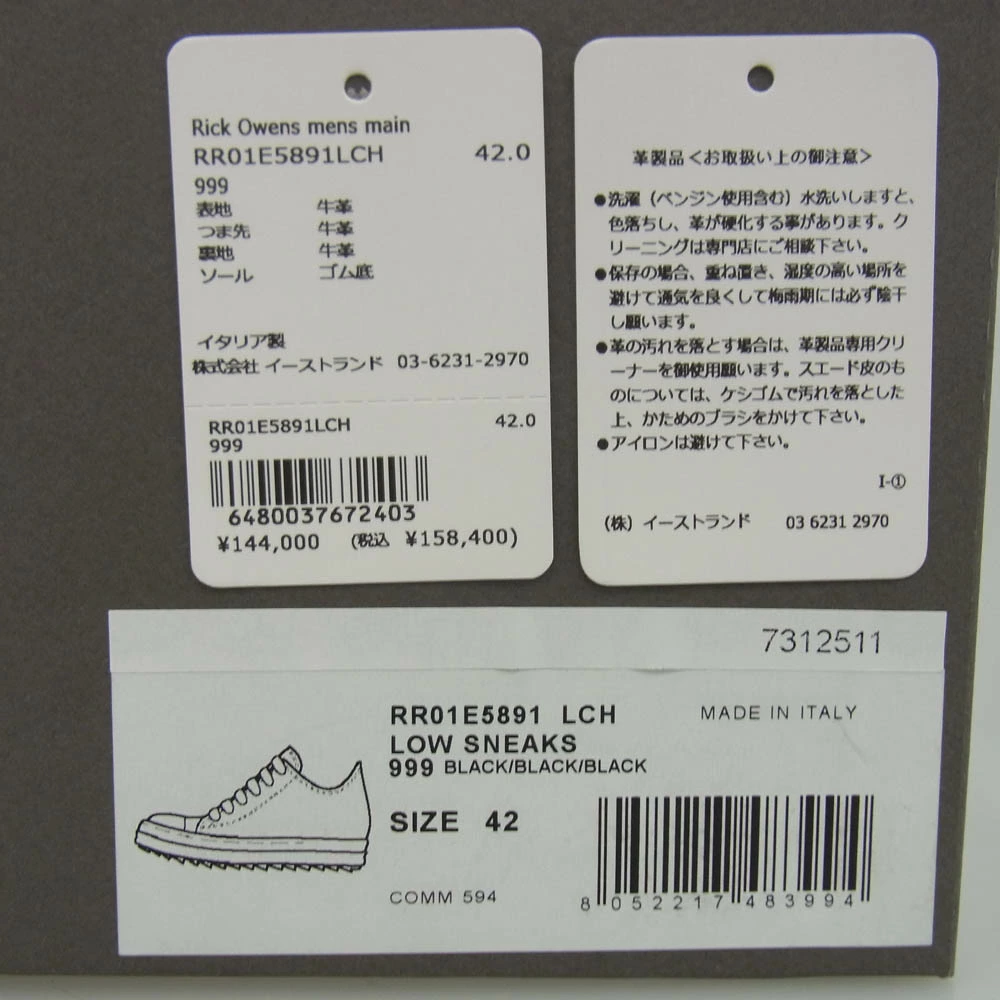 Rick Owens mens main
RR01E5891LCH 42.0
999
表地 牛革
つま先 牛革
裏地 牛革
ソール ゴム底
イタリア製
株式会社 イーストランド 03-6231-2970
RR01E5891LCH 42.0
999
6480037672403
¥144,000 (税込 ¥158,400)
革製品<お取扱い上の御注意>
●洗濯（ベンジン使用含む）水洗いしますと、
色落ちし、革が硬化する事があります。ク
リーニングは専門店にご相談下さい。
●保存の場合、重ね置き、湿度の高い場所を
避けて通気を良くして梅雨期には必ず陰干
し願います。
●革の汚れを落とす場合は、革製品専用クリ
ーナーを御使用願います。スエード皮のも
のについては、ケシゴムで汚れを落とした
上、かためのブラシをかけて下さい。
●アイロンは避けて下さい。
I-①
（株）イーストランド 03 6231 2970
7312511
RR01E5891 LCH MADE IN ITALY
LOW SNEAKS
999 BLACK/BLACK/BLACK
SIZE 42
COMM 594
8 052217 483994